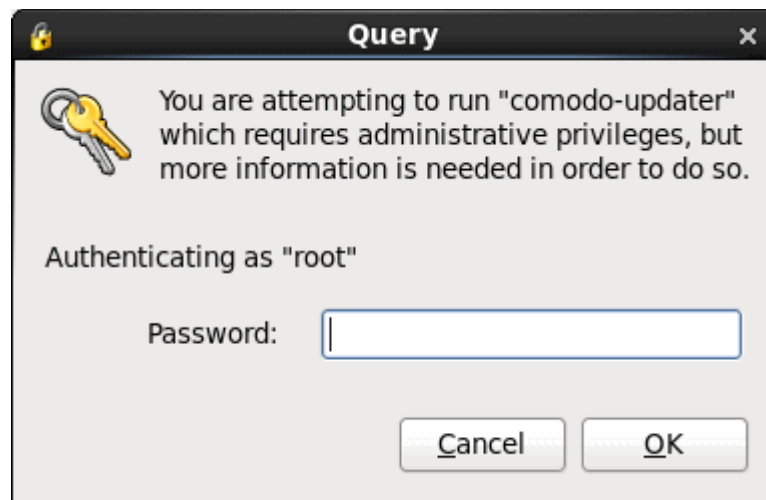 Query
You are attempting to run "comodo-updater"
which requires administrative privileges, but
more information is needed in order to do so.
Authenticating as "root"
Password:
Cancel OK